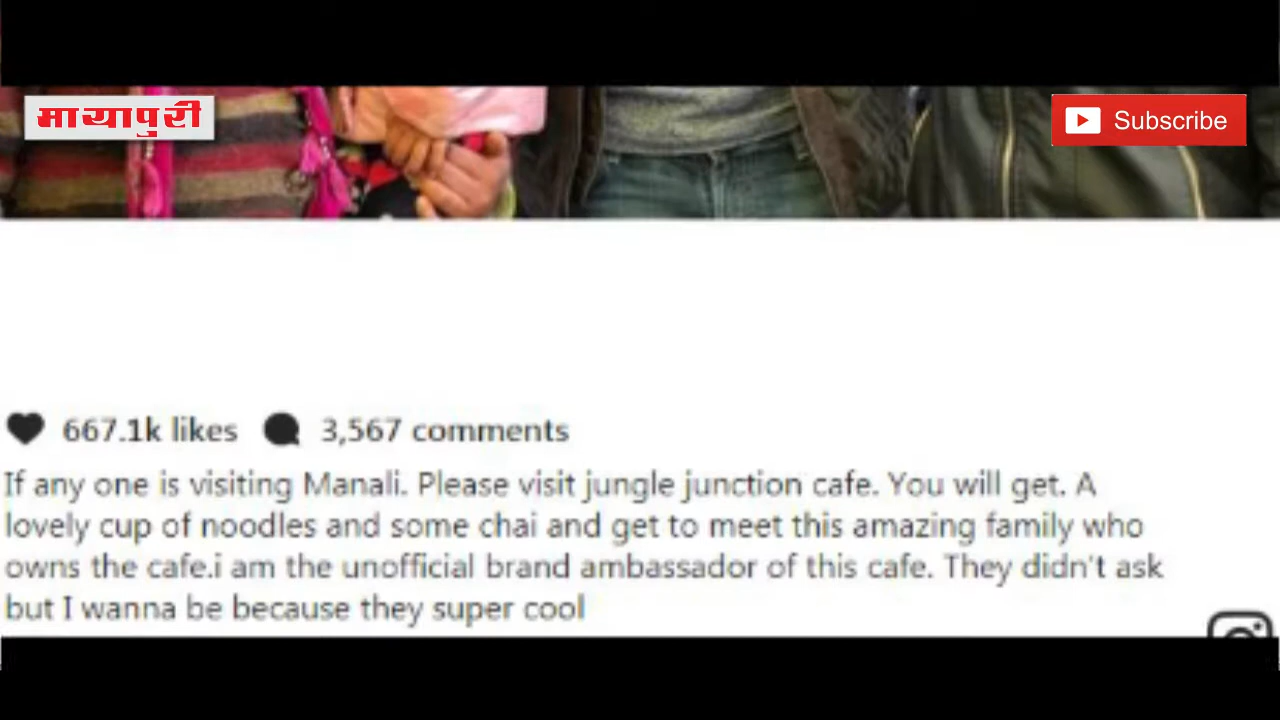 मायापुरी
Subscribe
667.1k likes 3,567 comments
If any one is visiting Manali. Please visit jungle junction cafe. You will get. A
lovely cup of noodles and some chai and get to meet this amazing family who
owns the cafe.i am the unofficial brand ambassador of this cafe. They didn't ask
but I wanna be because they super cool